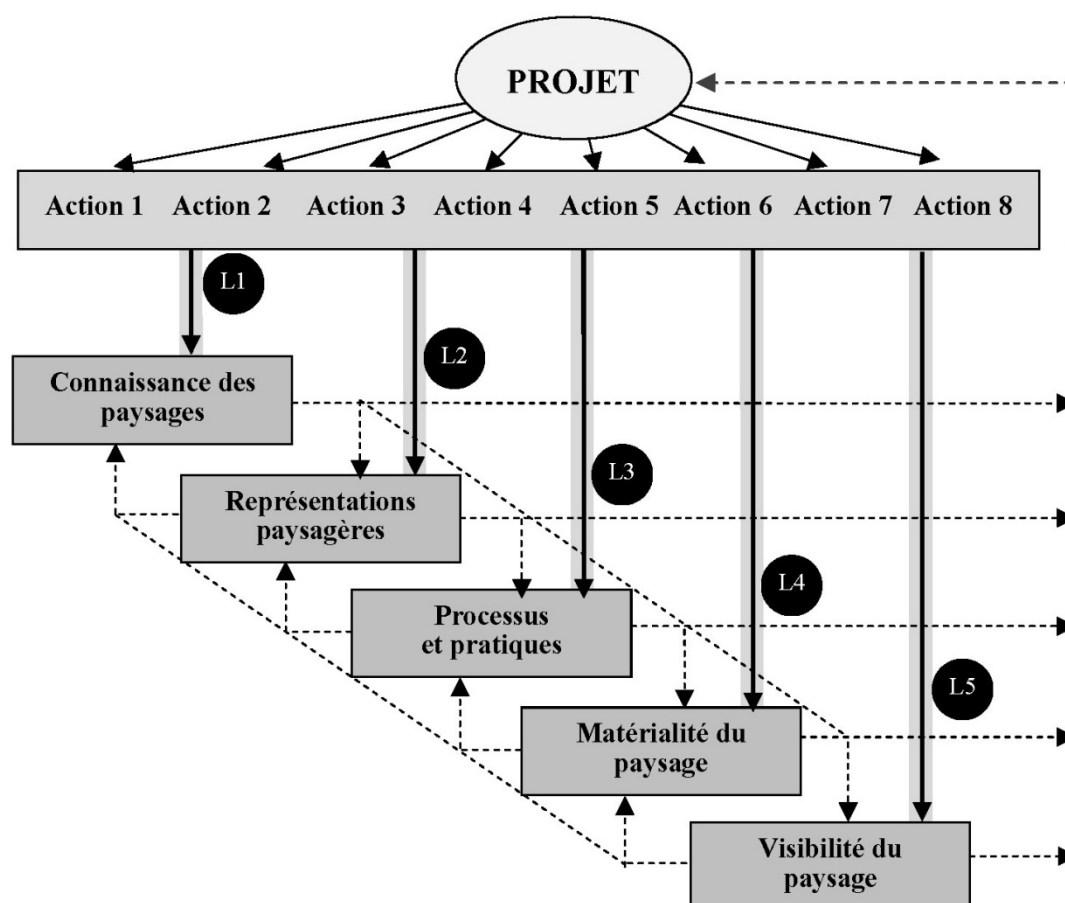 PROJET
Action 1 Action 2 Action 3 Action 4 Action 5 Action 6 Action 7 Action 8
L1
Connaissance des
paysages
L2
Représentations
paysagères
L3
Processus
et pratiques
L4
Matérialité du
paysage
L5
Visibilité du
paysage